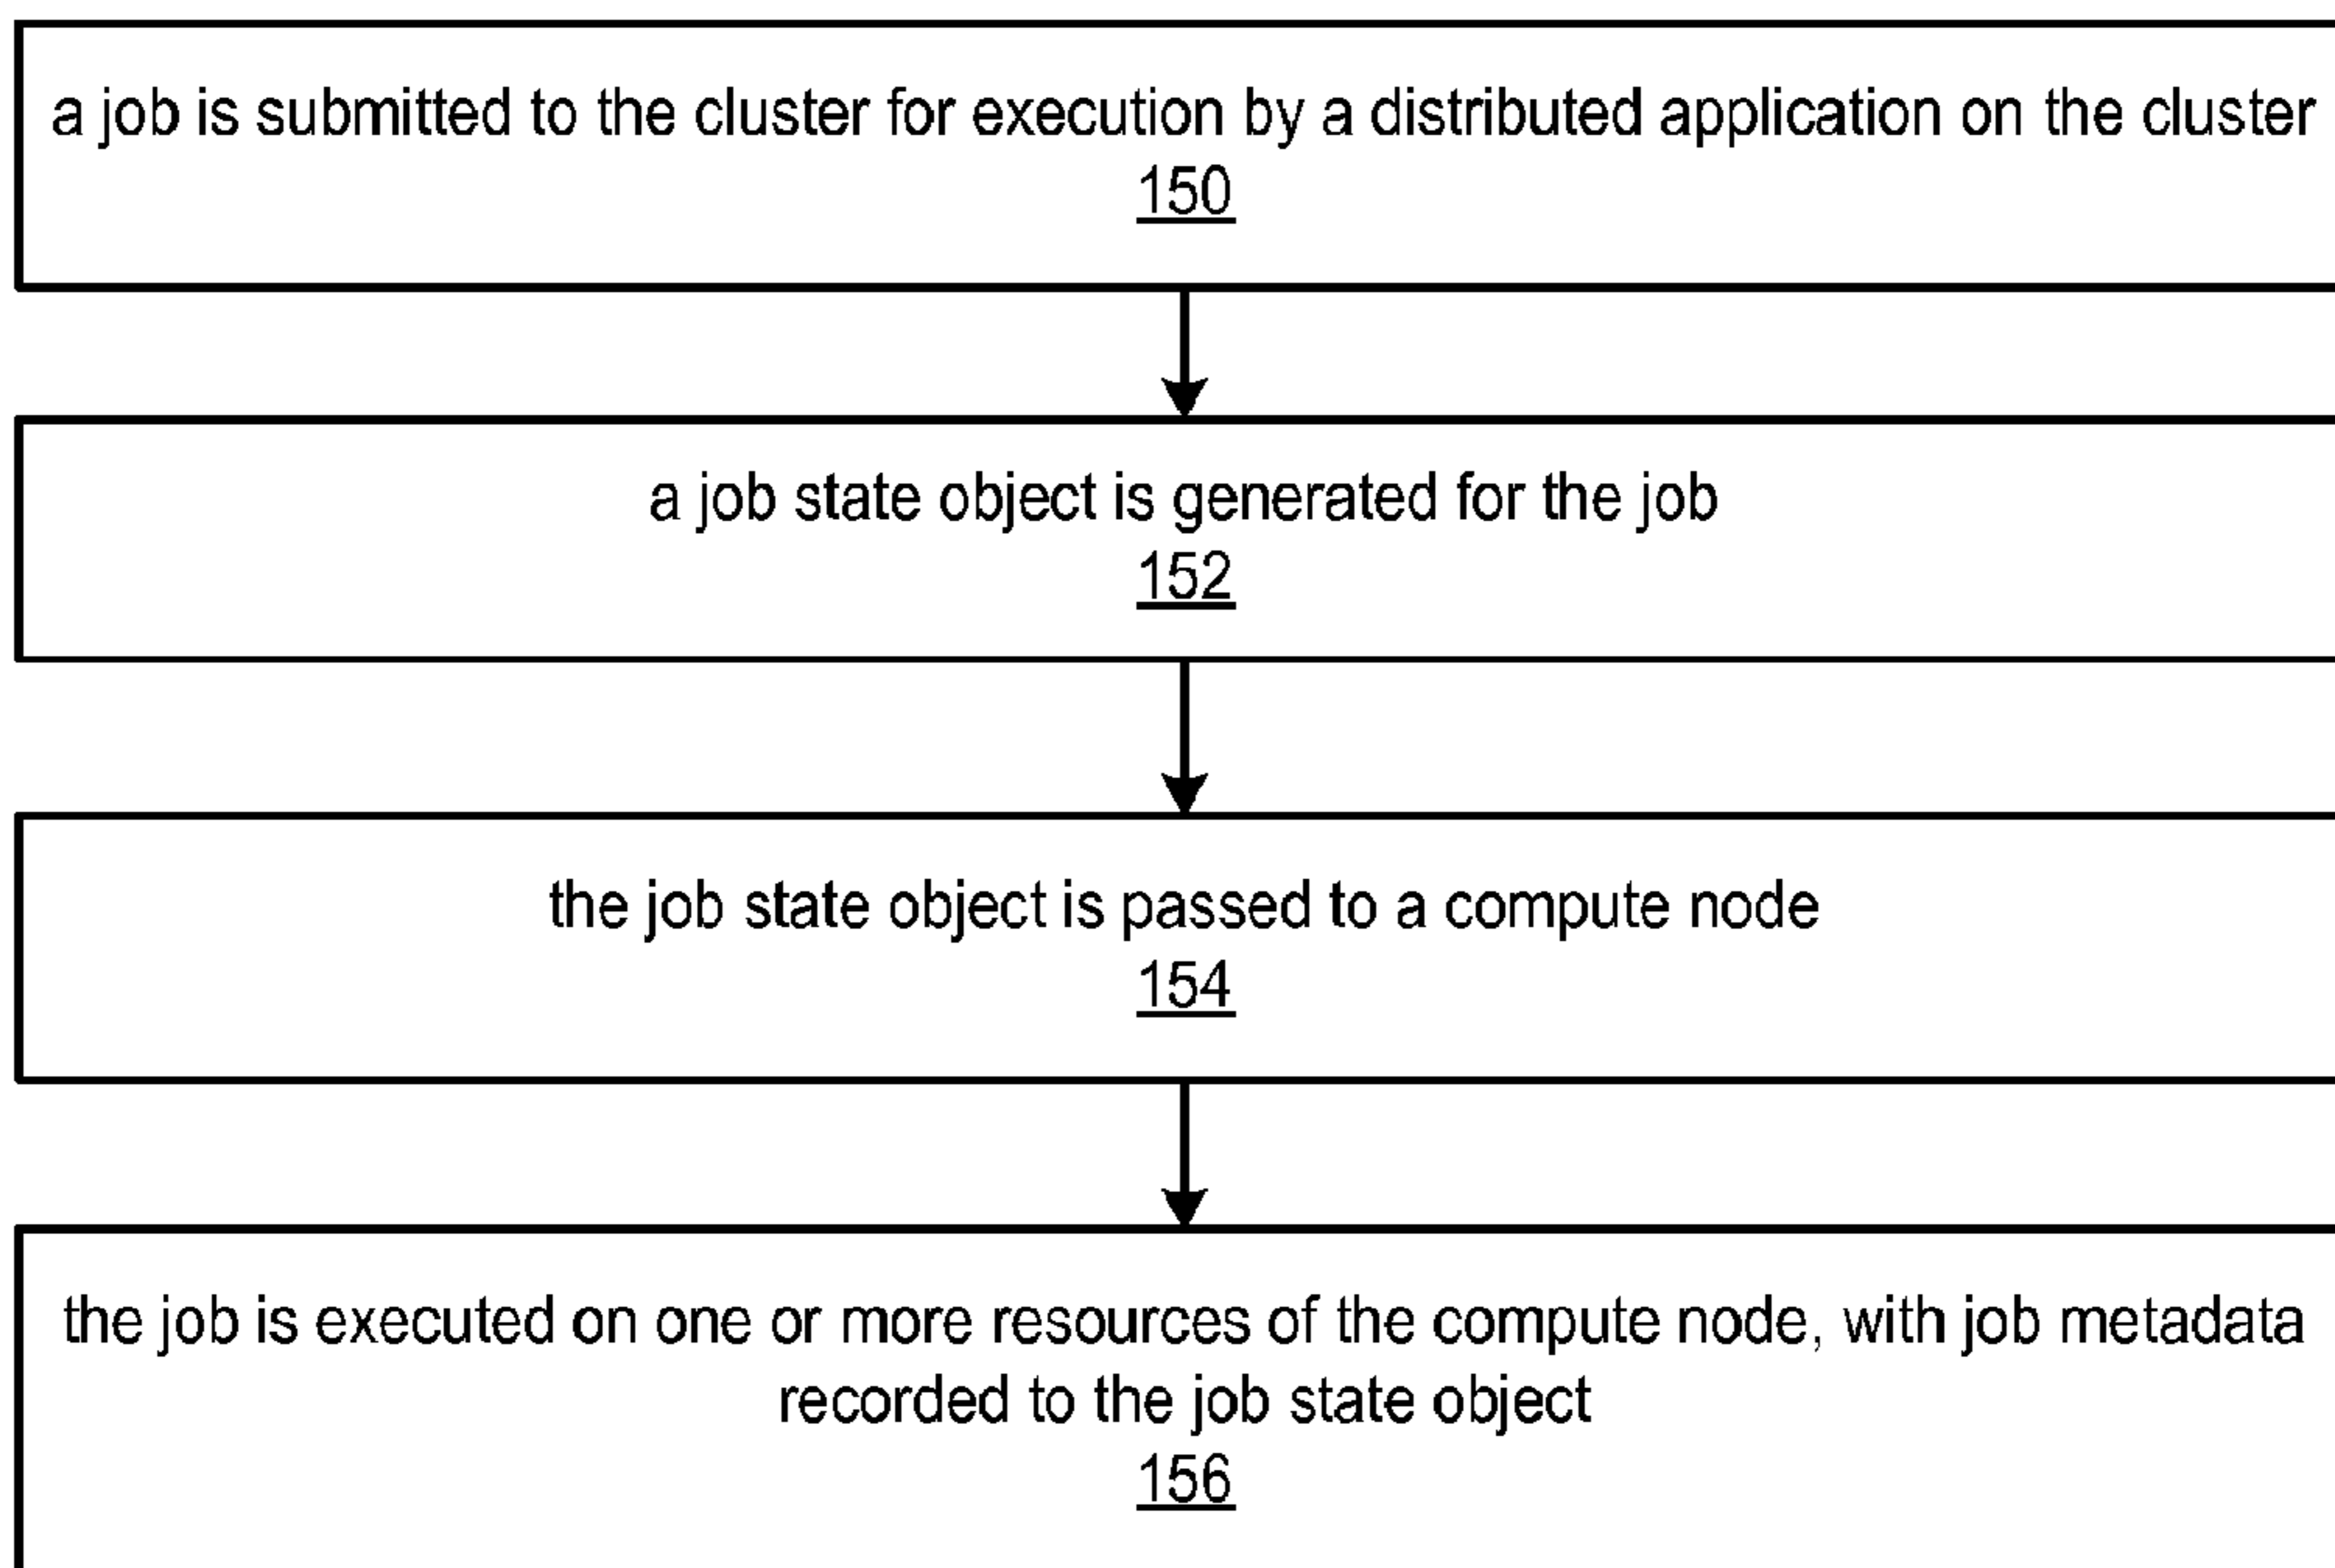 a job is submitted to the cluster for execution by a distributed application on the cluster
150
a job state object is generated for the job
152
the job state object is passed to a compute node
154
the job is executed on one or more resources of the compute node, with job metadata
recorded to the job state object
156